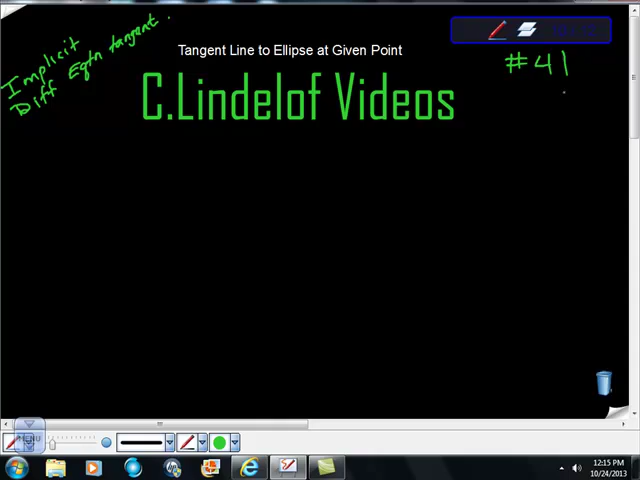 Implicit
Diff Eqtn tangent.
Tangent Line to Ellipse at Given Point
#41
C.Lindelof Videos
MENU
12:15 PM
10/24/2013